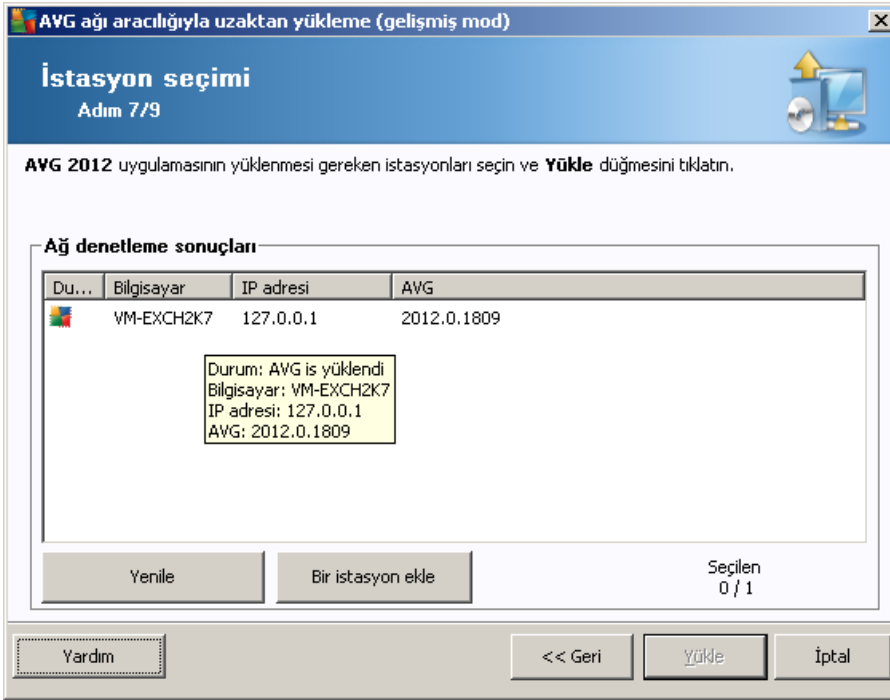 AVG ağı aracılığıyla uzaktan yükleme (gelişmiş mod)
İstasyon seçimi
Adım 7/9
AVG 2012 uygulamasının yüklenmesi gereken istasyonları seçin ve Yükle düğmesini tıklatın.
Ağ denetleme sonuçları
Du... Bilgisayar IP adresi AVG
VM-EXCH2K7 127.0.0.1 2012.0.1809
Durum: AVG is yüklendi
Bilgisayar: VM-EXCH2K7
IP adresi: 127.0.0.1
AVG: 2012.0.1809
Yenile Bir istasyon ekle Seçilen
0 / 1
Yardım << Geri Yükle İptal